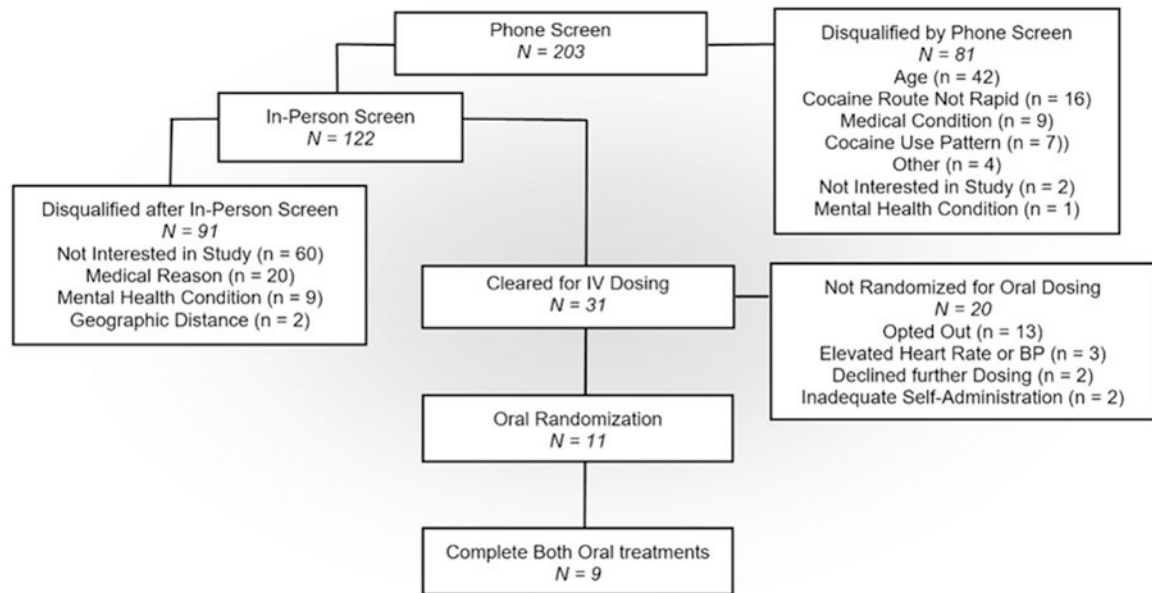 Phone Screen
N = 203
Disqualified by Phone Screen
N = 81
Age (n = 42)
Cocaine Route Not Rapid (n = 16)
Medical Condition (n = 9)
Cocaine Use Pattern (n = 7))
Other (n = 4)
Not Interested in Study (n = 2)
Mental Health Condition (n = 1)
In-Person Screen
N = 122
Disqualified after In-Person Screen
N = 91
Not Interested in Study (n = 60)
Medical Reason (n = 20)
Mental Health Condition (n = 9)
Geographic Distance (n = 2)
Cleared for IV Dosing
N = 31
Not Randomized for Oral Dosing
N = 20
Opted Out (n = 13)
Elevated Heart Rate or BP (n = 3)
Declined further Dosing (n = 2)
Inadequate Self-Administration (n = 2)
Oral Randomization
N = 11
Complete Both Oral treatments
N = 9